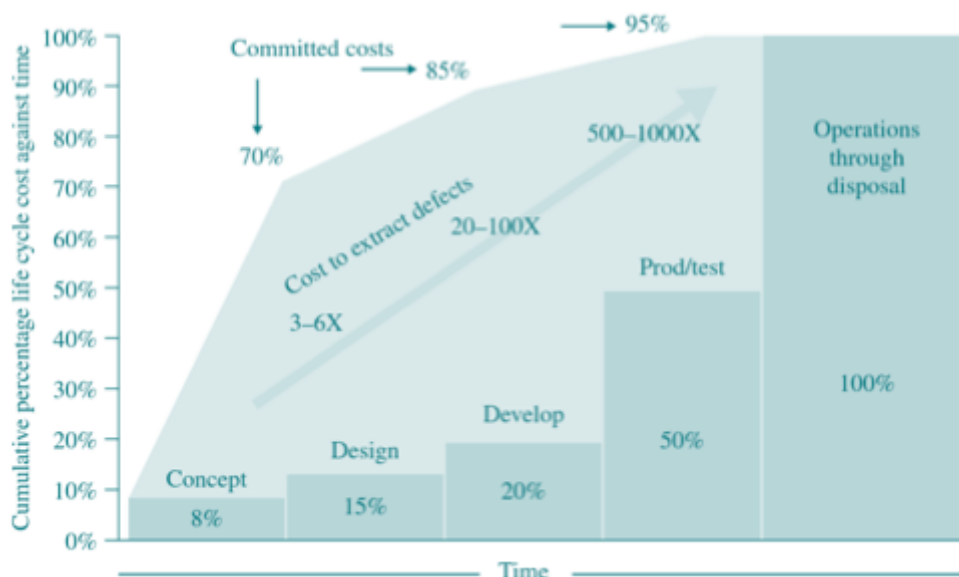 Cumulative percentage life cycle cost against time
100%
90%
80%
70%
60%
50%
40%
30%
20%
10%
0%
Committed costs
70%
85%
95%
Cost to extract defects
3–6X
20–100X
500–1000X
Concept
8%
Design
15%
Develop
20%
Prod/test
50%
Operations
through
disposal
100%
Time